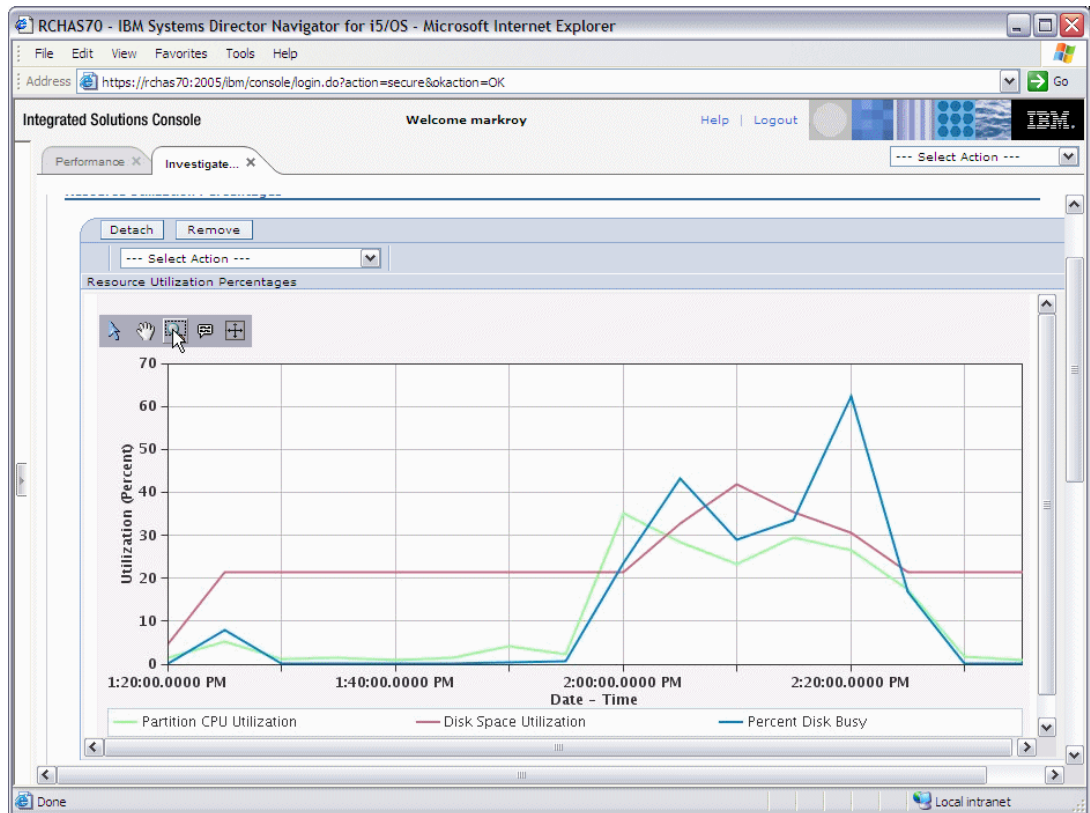 RCHAS70 - IBM Systems Director Navigator for i5/OS - Microsoft Internet Explorer
File Edit View Favorites Tools Help
Address https://rchas70:2005/ibm/console/login.do?action=secure&okaction=OK Go
Integrated Solutions Console Welcome markroy Help | Logout IBM.
Performance Investigate... --- Select Action ---
Resource Utilization Percentages
Detach Remove
--- Select Action ---
Resource Utilization Percentages
70
60
50
40
30
20
10
0
Utilization (Percent)
1:20:00.0000 PM 1:40:00.0000 PM 2:00:00.0000 PM 2:20:00.0000 PM
Date - Time
Partition CPU Utilization Disk Space Utilization Percent Disk Busy
Done Local intranet